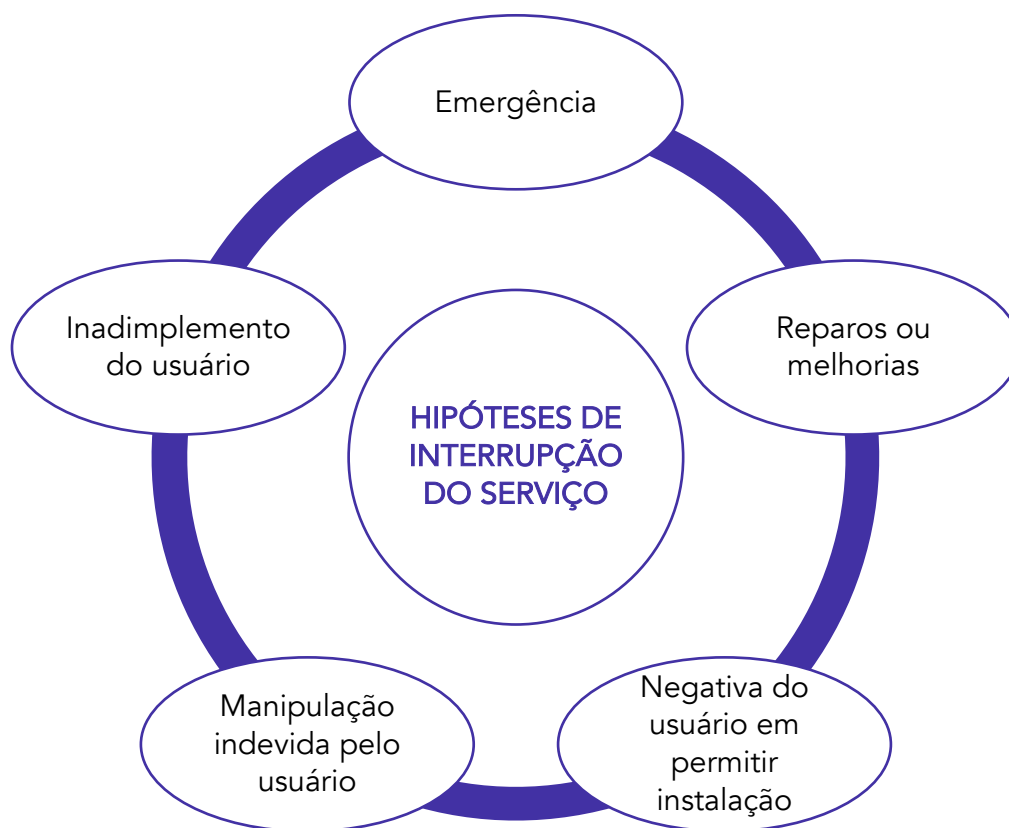 Emergência
Inadimplemento
do usuário
Reparos ou
melhorias
HIPÓTESES DE
INTERRUPÇÃO
DO SERVIÇO
Manipulação
indevida pelo
usuário
Negativa do
usuário em
permitir
instalação